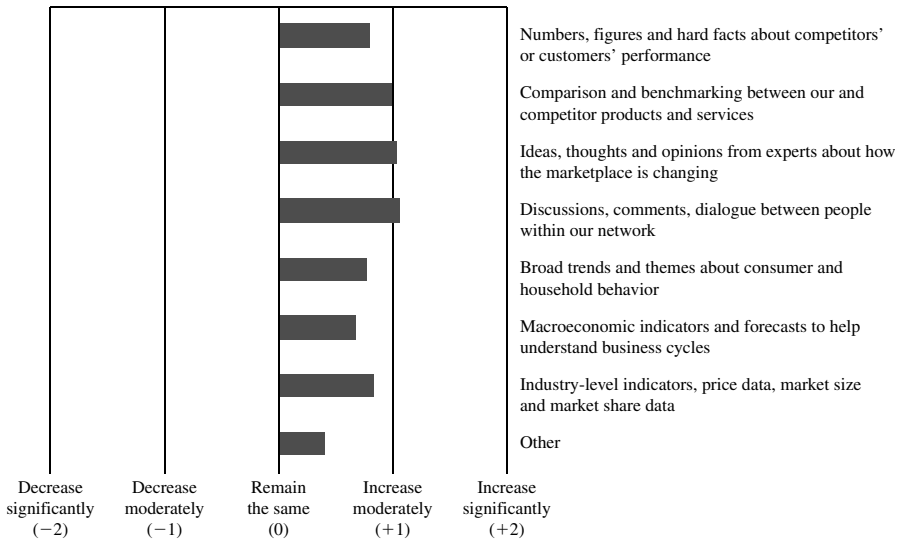 Numbers, figures and hard facts about competitors’
or customers’ performance
Comparison and benchmarking between our and
competitor products and services
Ideas, thoughts and opinions from experts about how
the marketplace is changing
Discussions, comments, dialogue between people
within our network
Broad trends and themes about consumer and
household behavior
Macroeconomic indicators and forecasts to help
understand business cycles
Industry-level indicators, price data, market size
and market share data
Other
Decrease
significantly
(−2)
Decrease
moderately
(−1)
Remain
the same
(0)
Increase
moderately
(+1)
Increase
significantly
(+2)